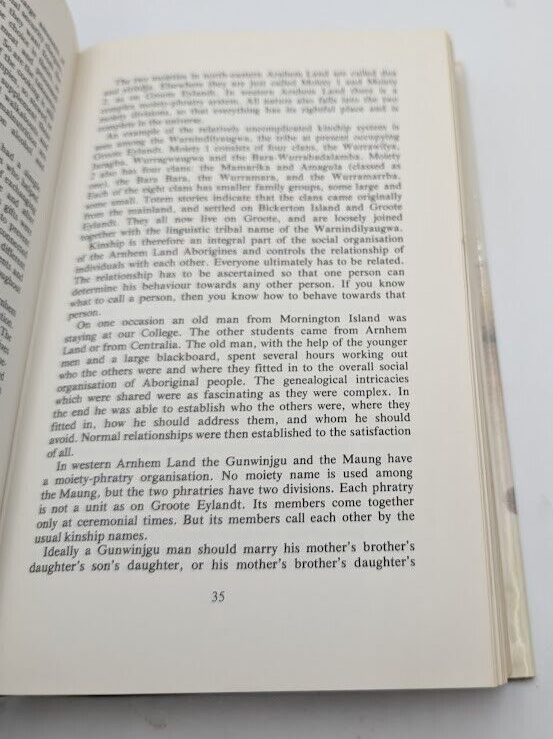 The two moieties in north-eastern Arnhem Land are called dua
and yiridja. Elsewhere they are just called Moiety 1 and Moiety
2, as on Groote Eylandt. In western Arnhem Land there is a
complex moiety-phratry system. All nature also falls into the two
moiety divisions, so that everything has its rightful place and is
complete in the universe.
An example of the relatively uncomplicated kinship system is
seen among the Warnindilyaugwa, the tribe at present occupying
Groote Eylandt. Moiety 1 consists of four clans, the Wurrawilya,
Jaragba, Wurragwagwa and the Bara-Wurrabadalamba. Moiety
2 also has four clans: the Mamarika and Amagula (classed as
one), the Bara Bara, the Wurramara, and the Wurramarrba.
Each of the eight clans has smaller family groups, some large and
some small. Totem stories indicate that the clans came originally
from the mainland, and settled on Bickerton Island and Groote
Eylandt. They all now live on Groote, and are loosely joined
together with the linguistic tribal name of the Warnindilyaugwa.
Kinship is therefore an integral part of the social organisation
of the Arnhem Land Aborigines and controls the relationship of
individuals with each other. Everyone ultimately has to be related.
The relationship has to be ascertained so that one person can
determine his behaviour towards any other person. If you know
what to call a person, then you know how to behave towards that
person.
On one occasion an old man from Mornington Island was
staying at our College. The other students came from Arnhem
Land or from Centralia. The old man, with the help of the younger
men and a large blackboard, spent several hours working out
who the others were and where they fitted in to the overall social
organisation of Aboriginal people. The genealogical intricacies
which were shared were as fascinating as they were complex. In
the end he was able to establish who the others were, where they
fitted in, how he should address them, and whom he should
avoid. Normal relationships were then established to the satisfaction
of all.
In western Arnhem Land the Gunwinjgu and the Maung have
a moiety-phratry organisation. No moiety name is used among
the Maung, but the two phratries have two divisions. Each phratry
is not a unit as on Groote Eylandt. Its members come together
only at ceremonial times. But its members call each other by the
usual kinship names.
Ideally a Gunwinjgu man should marry his mother's brother's
daughter's son's daughter, or his mother's brother's daughter's
35